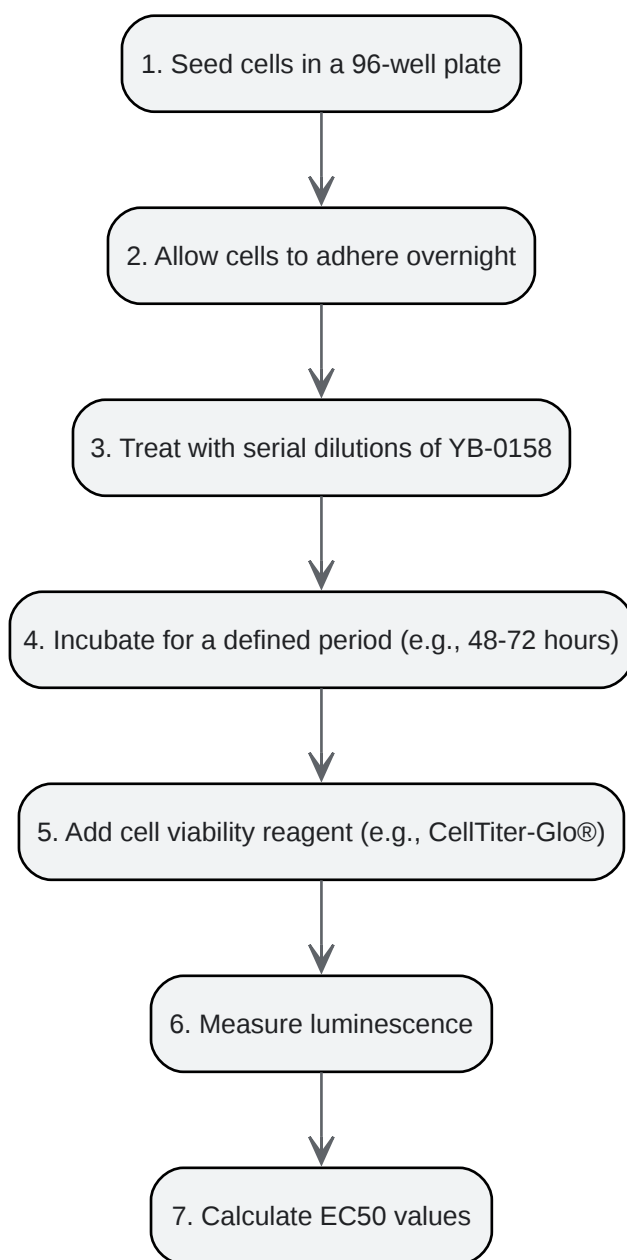 1. Seed cells in a 96-well plate
2. Allow cells to adhere overnight
3. Treat with serial dilutions of YB-0158
4. Incubate for a defined period (e.g., 48-72 hours)
5. Add cell viability reagent (e.g., CellTiter-Glo®)
6. Measure luminescence
7. Calculate EC50 values